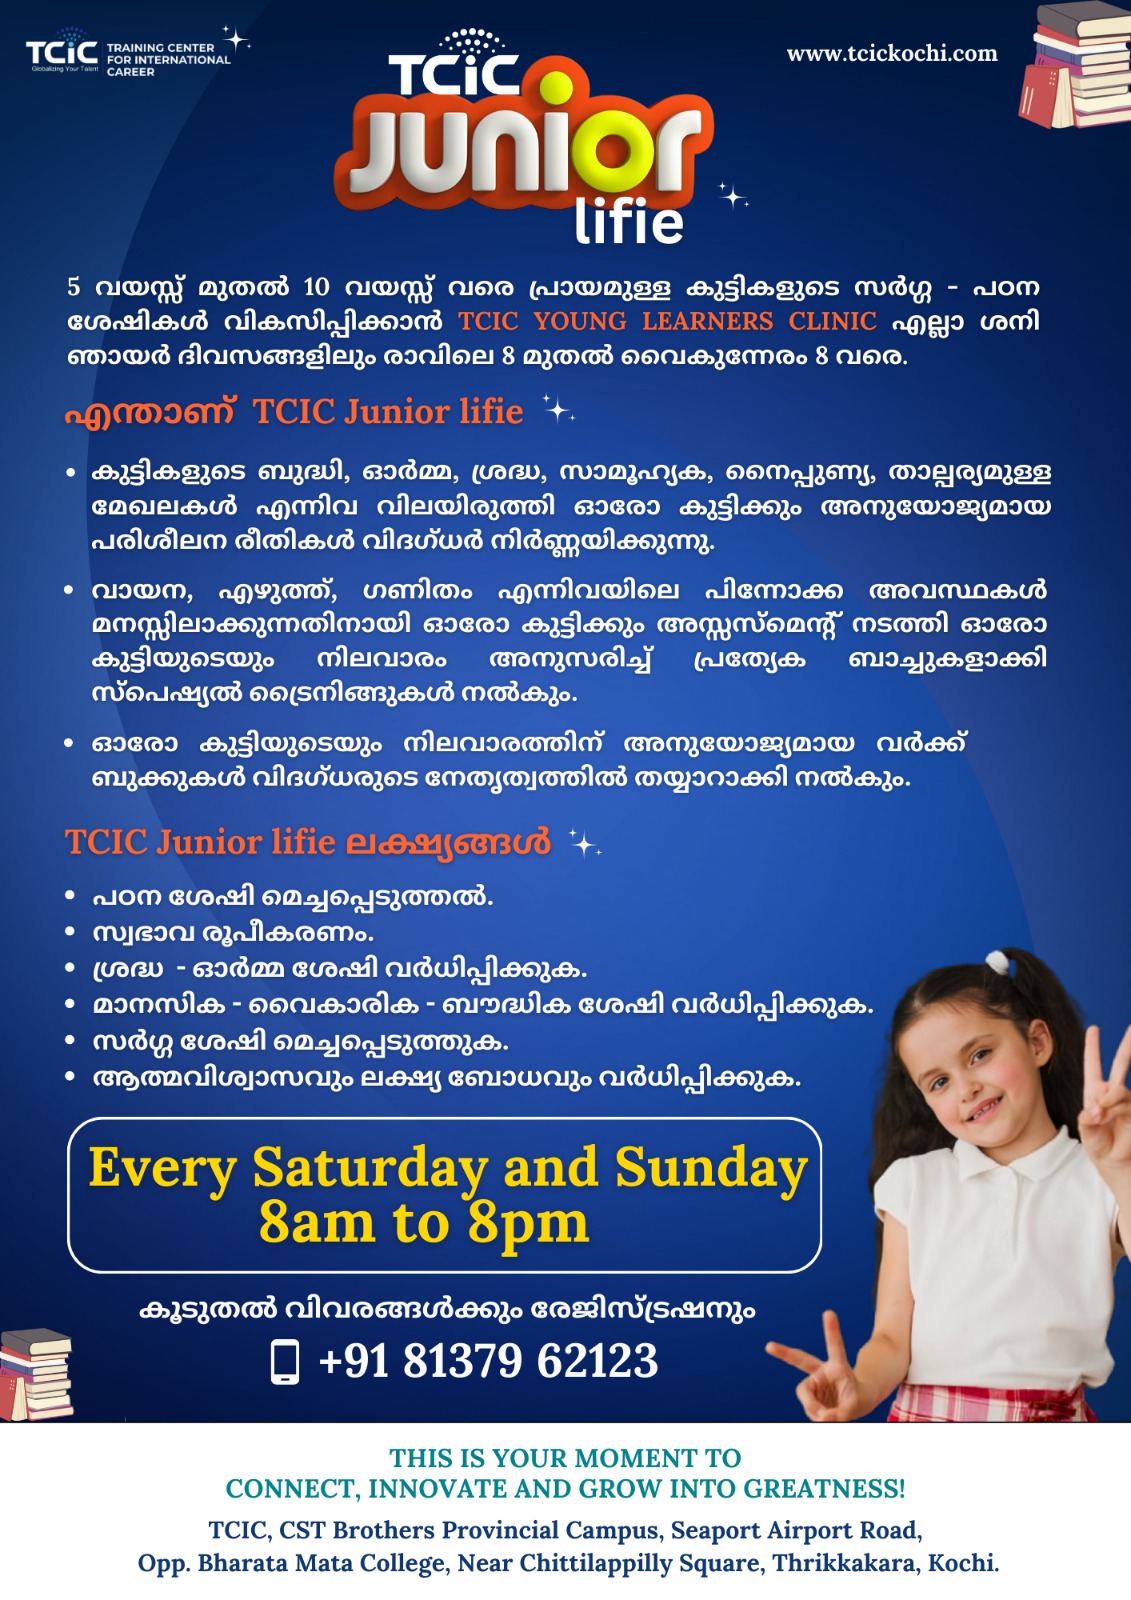 TCiC
Globalizing Your Talent
TRAINING CENTER
FOR INTERNATIONAL
CAREER
www.tcickochi.com
TCiC
JUNiOr
lifie
5 വയസ്സ് മുതൽ 10 വയസ്സ് വരെ പ്രായമുള്ള കുട്ടികളുടെ സർഗ്ഗ - പഠന
ശേഷികൾ വികസിപ്പിക്കാൻ TCIC YOUNG LEARNERS CLINIC എല്ലാ ശനി
ഞായർ ദിവസങ്ങളിലും രാവിലെ 8 മുതൽ വൈകുന്നേരം 8 വരെ.
എന്താണ് TCIC Junior lifie
• കുട്ടികളുടെ ബുദ്ധി, ഓർമ്മ, ശ്രദ്ധ, സാമൂഹ്യക, നൈപ്പുണ്യ, താല്പര്യമുള്ള
മേഖലകൾ എന്നിവ വിലയിരുത്തി ഓരോ കുട്ടിക്കും അനുയോജ്യമായ
പരിശീലന രീതികൾ വിദഗ്ധർ നിർണ്ണയിക്കുന്നു.
• വായന, എഴുത്ത്, ഗണിതം എന്നിവയിലെ പിന്നോക്ക അവസ്ഥകൾ
മനസ്സിലാക്കുന്നതിനായി ഓരോ കുട്ടിക്കും അസ്സസ്മെന്റ് നടത്തി ഓരോ
കുട്ടിയുടെയും നിലവാരം അനുസരിച്ച് പ്രത്യേക ബാച്ചുകളാക്കി
സ്പെഷ്യൽ ട്രൈനിങ്ങുകൾ നൽകും.
• ഓരോ കുട്ടിയുടെയും നിലവാരത്തിന് അനുയോജ്യമായ വർക്ക്
ബുക്കുകൾ വിദഗ്ധരുടെ നേതൃത്വത്തിൽ തയ്യാറാക്കി നൽകും.
TCIC Junior lifie ലക്ഷ്യങ്ങൾ
• പഠന ശേഷി മെച്ചപ്പെടുത്തൽ.
• സ്വഭാവ രൂപീകരണം.
• ശ്രദ്ധ - ഓർമ്മ ശേഷി വർധിപ്പിക്കുക.
• മാനസിക - വൈകാരിക - ബൗദ്ധിക ശേഷി വർധിപ്പിക്കുക.
• സർഗ്ഗ ശേഷി മെച്ചപ്പെടുത്തുക.
• ആത്മവിശ്വാസവും ലക്ഷ്യ ബോധവും വർധിപ്പിക്കുക.
Every Saturday and Sunday
8am to 8pm
കൂടുതൽ വിവരങ്ങൾക്കും രേജിസ്ട്രഷനും
+91 81379 62123
THIS IS YOUR MOMENT TO
CONNECT, INNOVATE AND GROW INTO GREATNESS!
TCIC, CST Brothers Provincial Campus, Seaport Airport Road,
Opp. Bharata Mata College, Near Chittilappilly Square, Thrikkakara, Kochi.